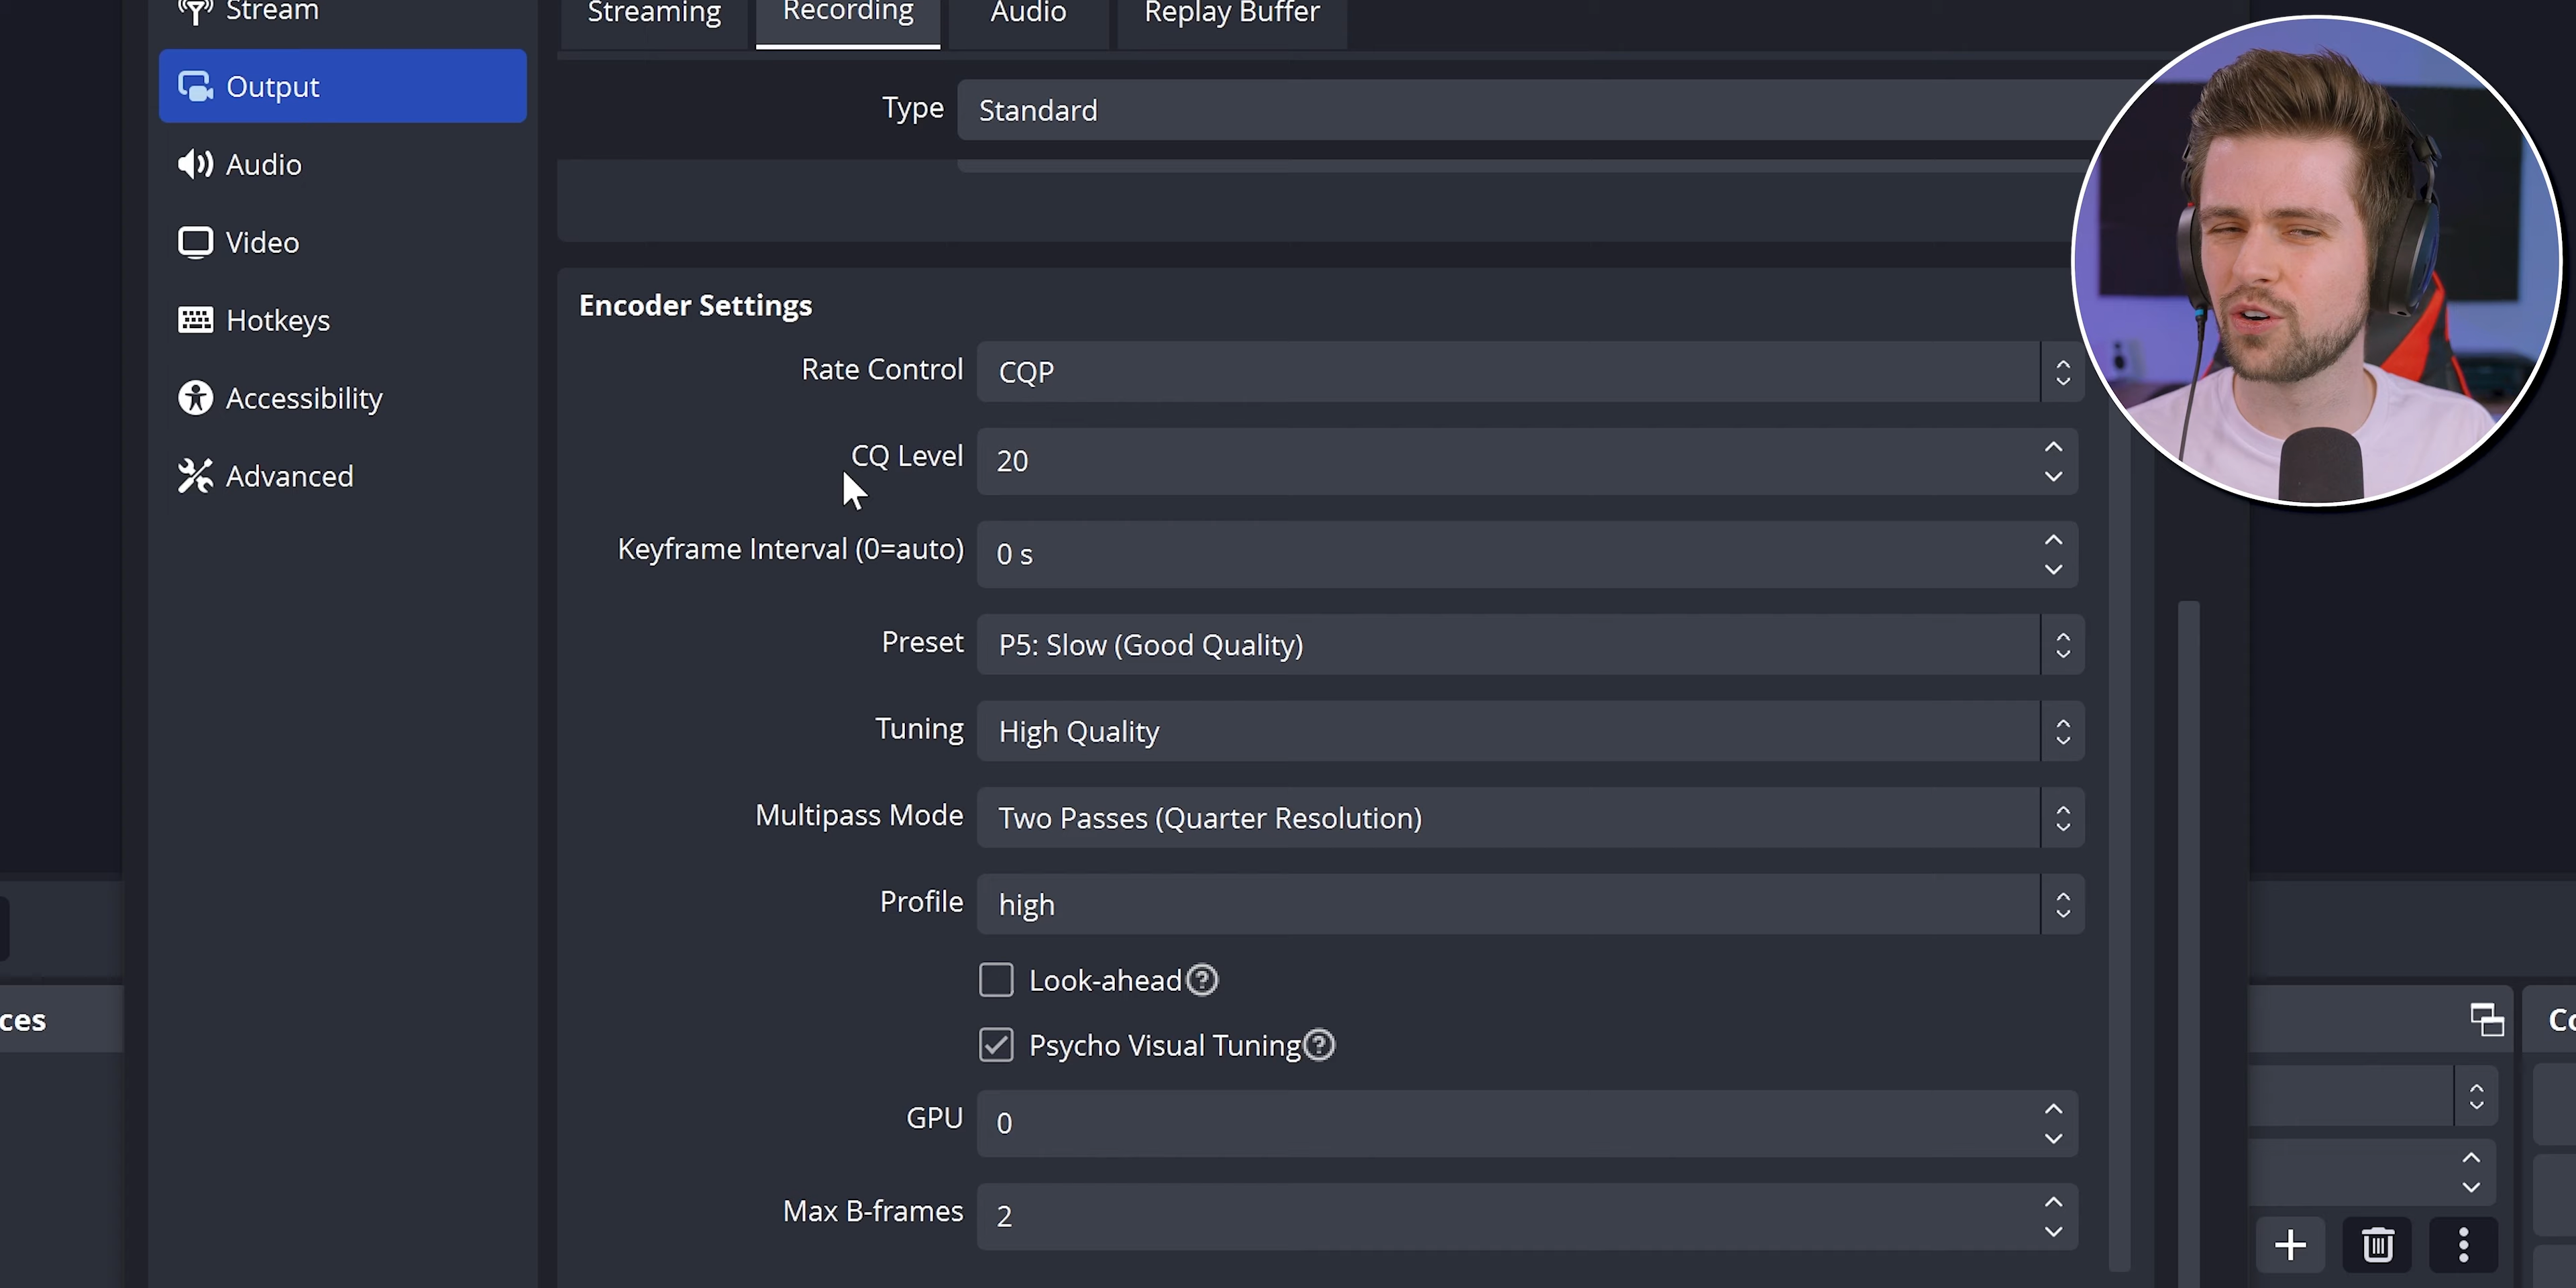 Stream
Streaming
Recording
Audio
Replay Buffer
Output
Type
Standard
Audio
Video
Encoder Settings
Hotkeys
Rate Control
CQP
Accessibility
CQ Level
20
Advanced
Keyframe Interval (0=auto)
0 s
Preset
P5: Slow (Good Quality)
Tuning
High Quality
Multipass Mode
Two Passes (Quarter Resolution)
Profile
high
Look-ahead
?
ces
Co
Psycho Visual Tuning
?
GPU
0
Max B-frames
2